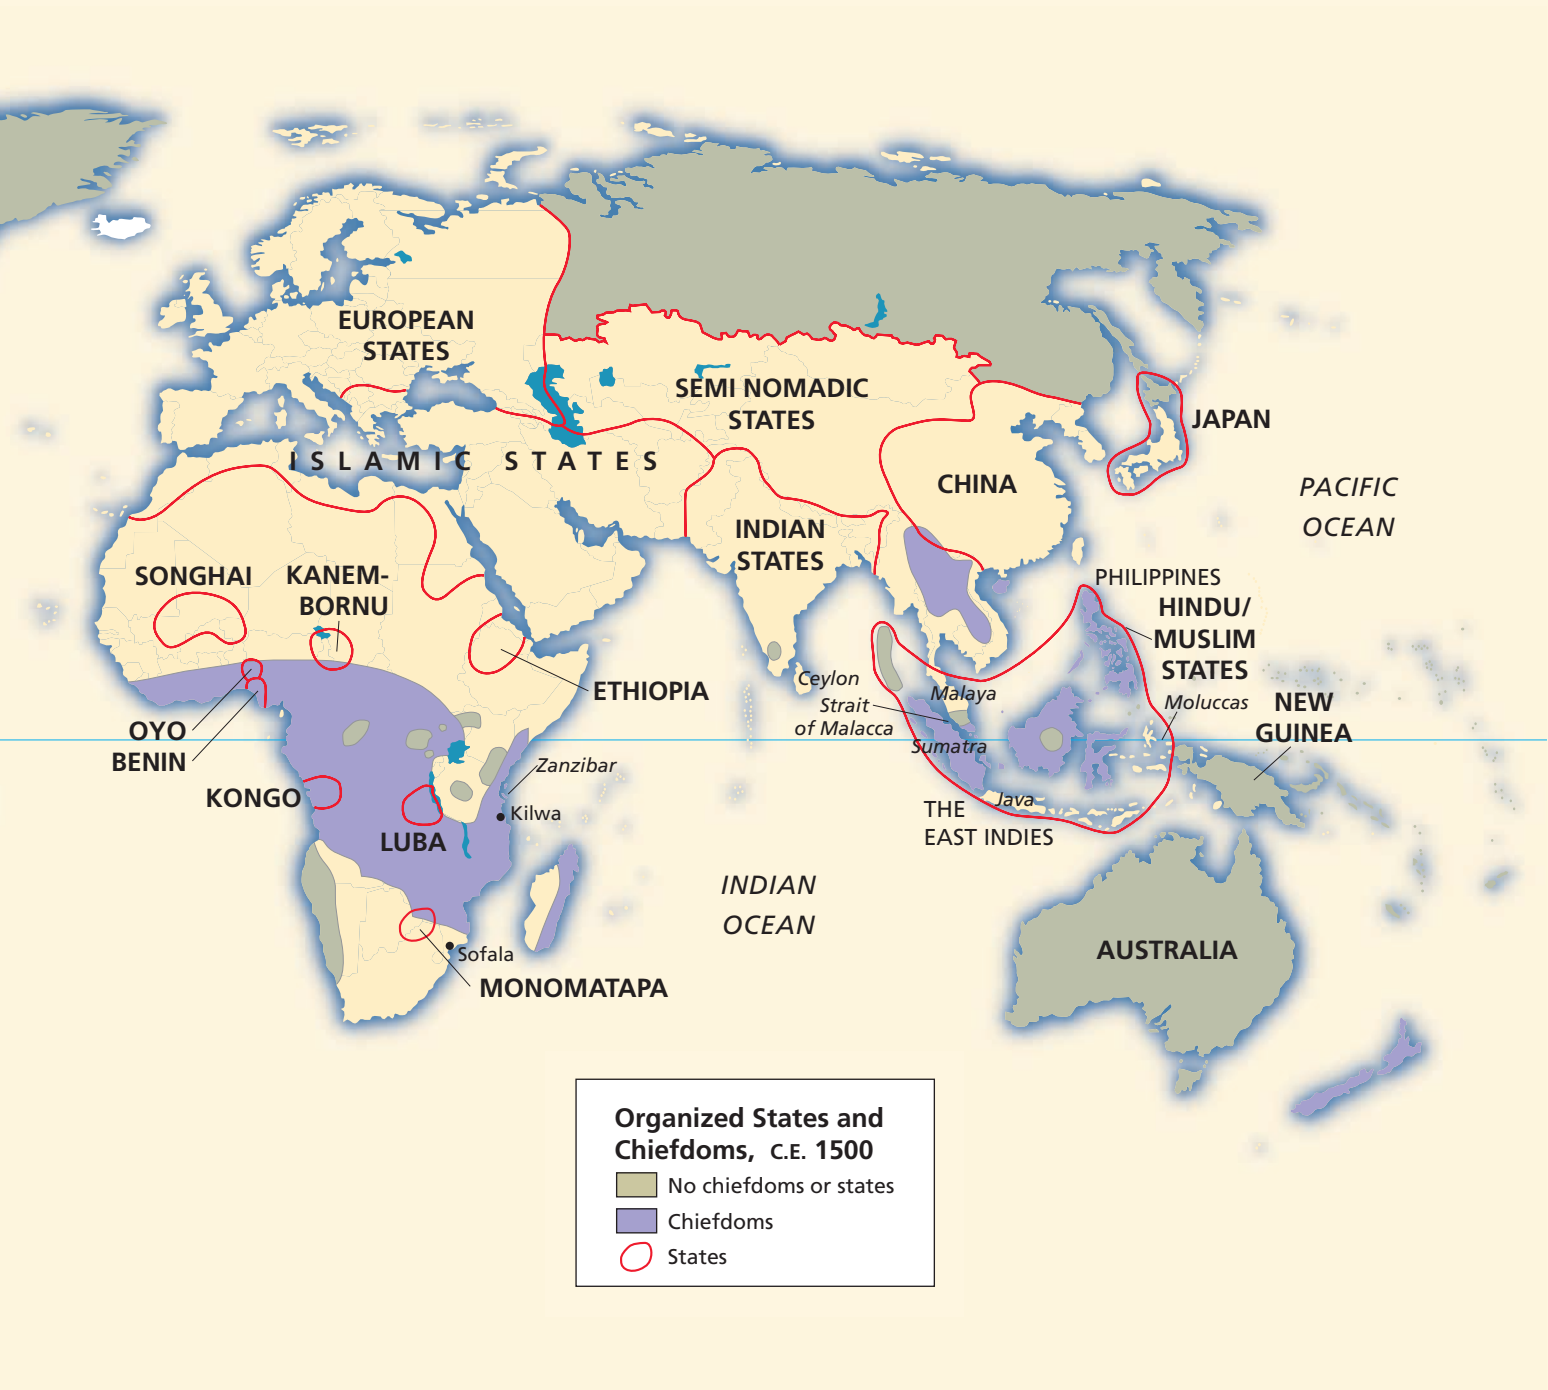 EUROPEAN
STATES
SEMI NOMADIC
STATES
JAPAN
ISLAMIC STATES
CHINA
PACIFIC
OCEAN
INDIAN
STATES
SONGHAI
KANEM-
BORNU
PHILIPPINES
HINDU/
MUSLIM
STATES
Ceylon
Malaya
ETHIOPIA
Strait
of Malacca
Moluccas
NEW
GUINEA
OYO
BENIN
Sumatra
Zanzibar
KONGO
Kilwa
Java
THE
EAST INDIES
LUBA
INDIAN
OCEAN
Sofala
AUSTRALIA
MONOMATAPA
Organized States and
Chiefdoms, C.E. 1500
No chiefdoms or states
Chiefdoms
States